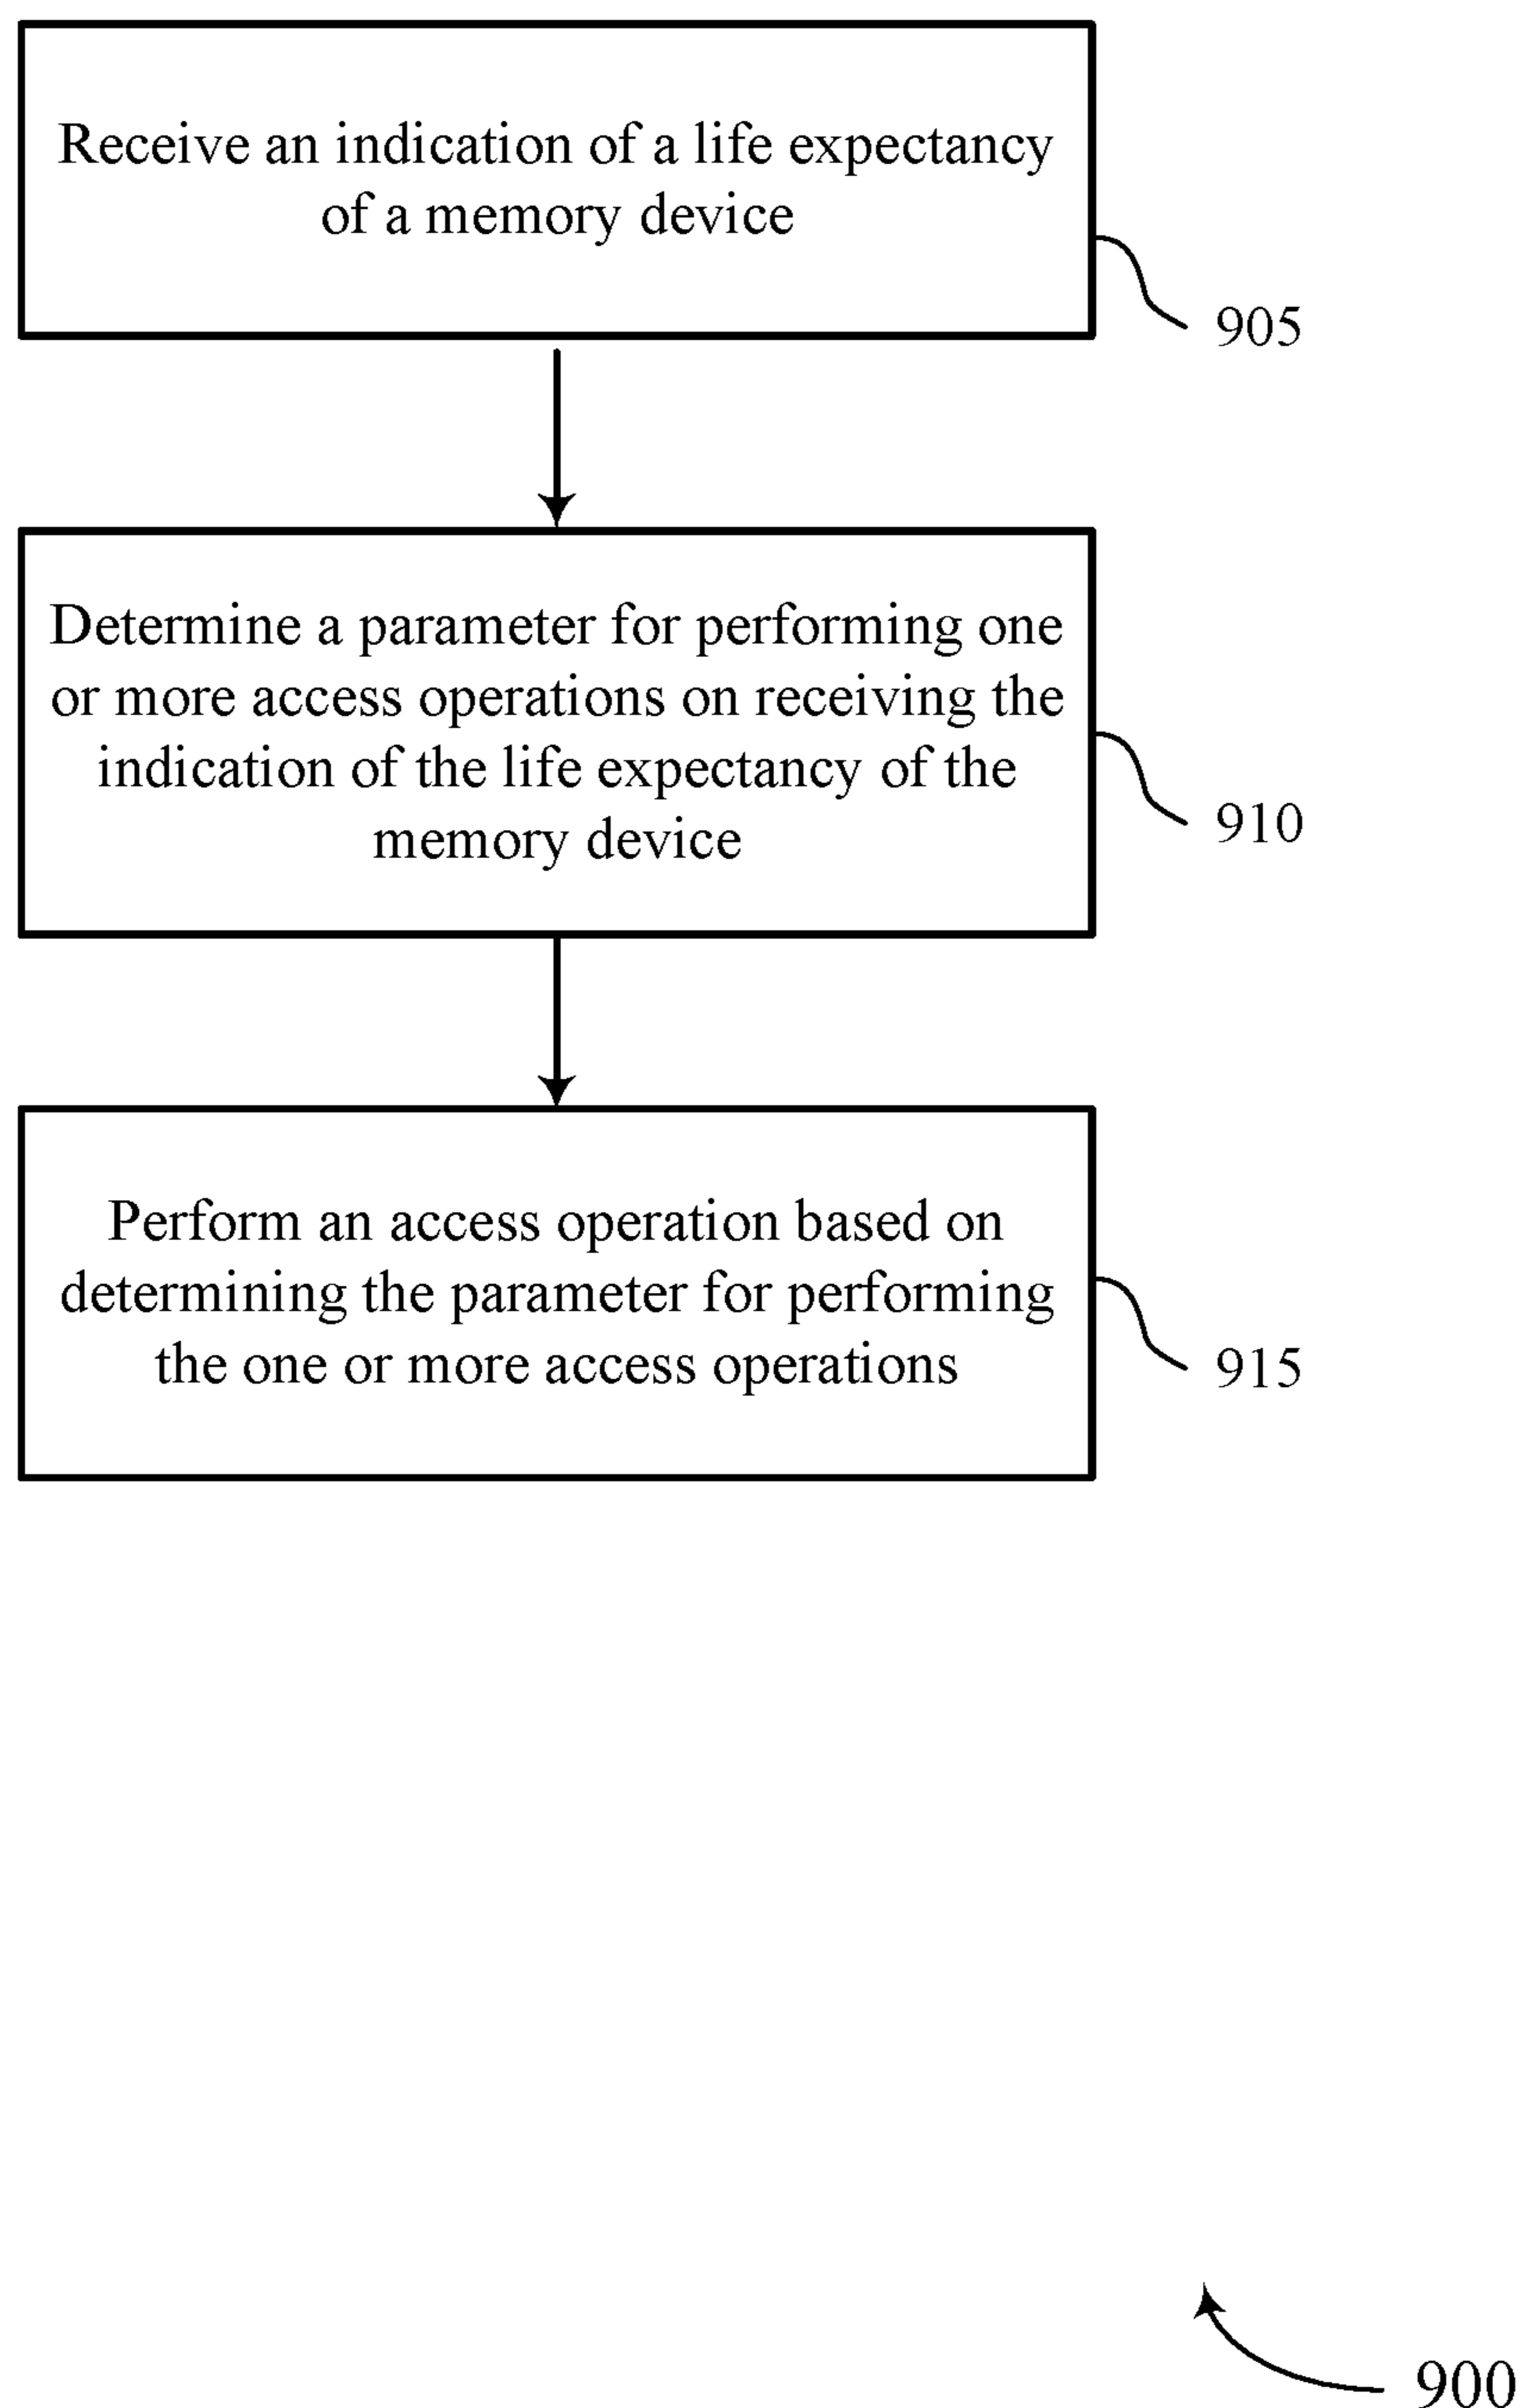 Receive an indication of a life expectancy
of a memory device
905
Determine a parameter for performing one
or more access operations on receiving the
indication of the life expectancy of the
memory device
910
Perform an access operation based on
determining the parameter for performing
the one or more access operations
915
900